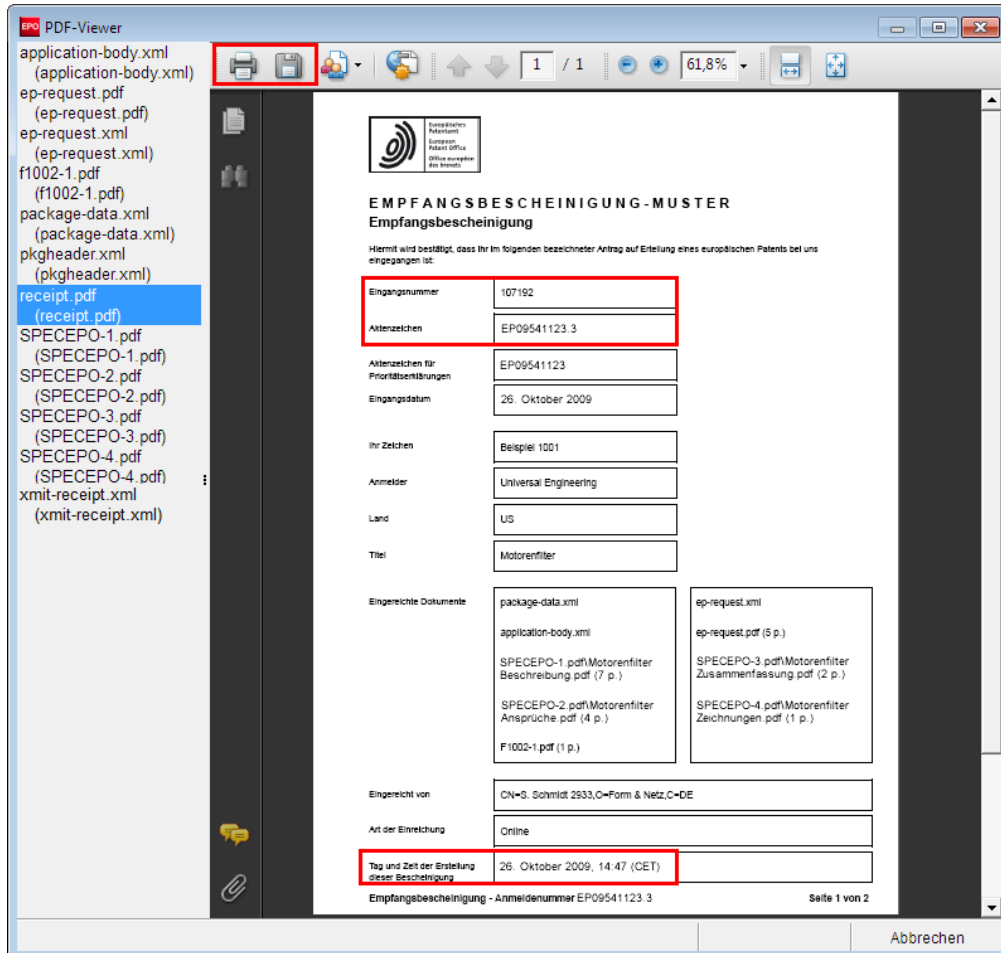 EPO PDF-Viewer
application-body.xml
(application-body.xml)
ep-request.pdf
(ep-request.pdf)
ep-request.xml
(ep-request.xml)
f1002-1.pdf
(f1002-1.pdf)
package-data.xml
(package-data.xml)
pkgheader.xml
(pkgheader.xml)
receipt.pdf
(receipt.pdf)
SPECEPO-1.pdf
(SPECEPO-1.pdf)
SPECEPO-2.pdf
(SPECEPO-2.pdf)
SPECEPO-3.pdf
(SPECEPO-3.pdf)
SPECEPO-4.pdf
(SPECEPO-4.pdf)
xmit-receipt.xml
(xmit-receipt.xml)
1 / 1 61,8%
Europäisches
Patentamt
European
Patent Office
Office européen
des brevets
EMPFANGSBESCHEINIGUNG-MUSTER
Empfangsbescheinigung
Hiermit wird bestätigt, dass Ihr im folgenden bezeichneter Antrag auf Erteilung eines europäischen Patents bei uns
eingegangen ist:
Eingangsnummer 107192
Aktenzeichen EP09541123.3
Aktenzeichen für
Prioritätserklärungen
EP09541123
Eingangsdatum 26. Oktober 2009
Ihr Zeichen Beispiel 1001
Anmelder Universal Engineering
Land US
Titel Motorenfilter
Eingereichte Dokumente
package-data.xml
application-body.xml
SPECEPO-1.pdf\Motorenfilter
Beschreibung.pdf (7 p.)
SPECEPO-2.pdf\Motorenfilter
Ansprüche.pdf (4 p.)
F1002-1.pdf (1 p.)
ep-request.xml
ep-request.pdf (5 p.)
SPECEPO-3.pdf\Motorenfilter
Zusammenfassung.pdf (2 p.)
SPECEPO-4.pdf\Motorenfilter
Zeichnungen.pdf (1 p.)
Eingereicht von CN=S. Schmidt 2933,O=Form & Netz,C=DE
Art der Einreichung Online
Tag und Zeit der Erstellung
dieser Bescheinigung
26. Oktober 2009, 14:47 (CET)
Empfangsbescheinigung - Anmeldenummer EP09541123.3 Seite 1 von 2
Abbrechen